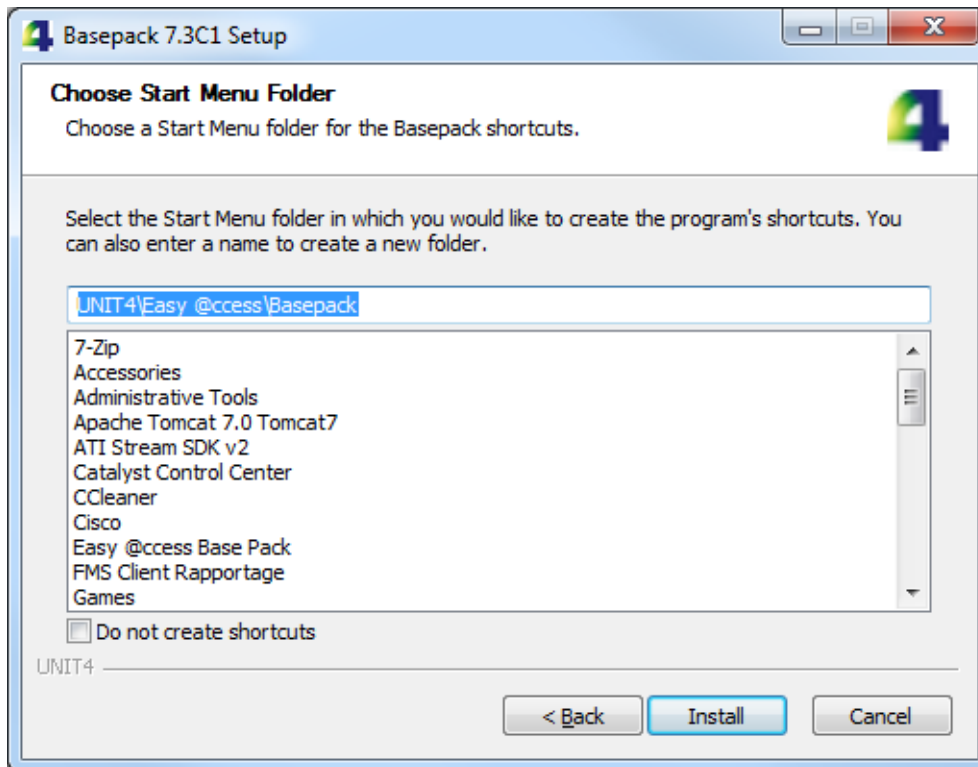 Basepack 7.3C1 Setup
Choose Start Menu Folder
Choose a Start Menu folder for the Basepack shortcuts.
Select the Start Menu folder in which you would like to create the program's shortcuts. You
can also enter a name to create a new folder.
UNIT4\Easy @ccess\Basepack
7-Zip
Accessories
Administrative Tools
Apache Tomcat 7.0 Tomcat7
ATI Stream SDK v2
Catalyst Control Center
CCleaner
Cisco
Easy @ccess Base Pack
FMS Client Rapportage
Games
Do not create shortcuts
UNIT4
< Back Install Cancel